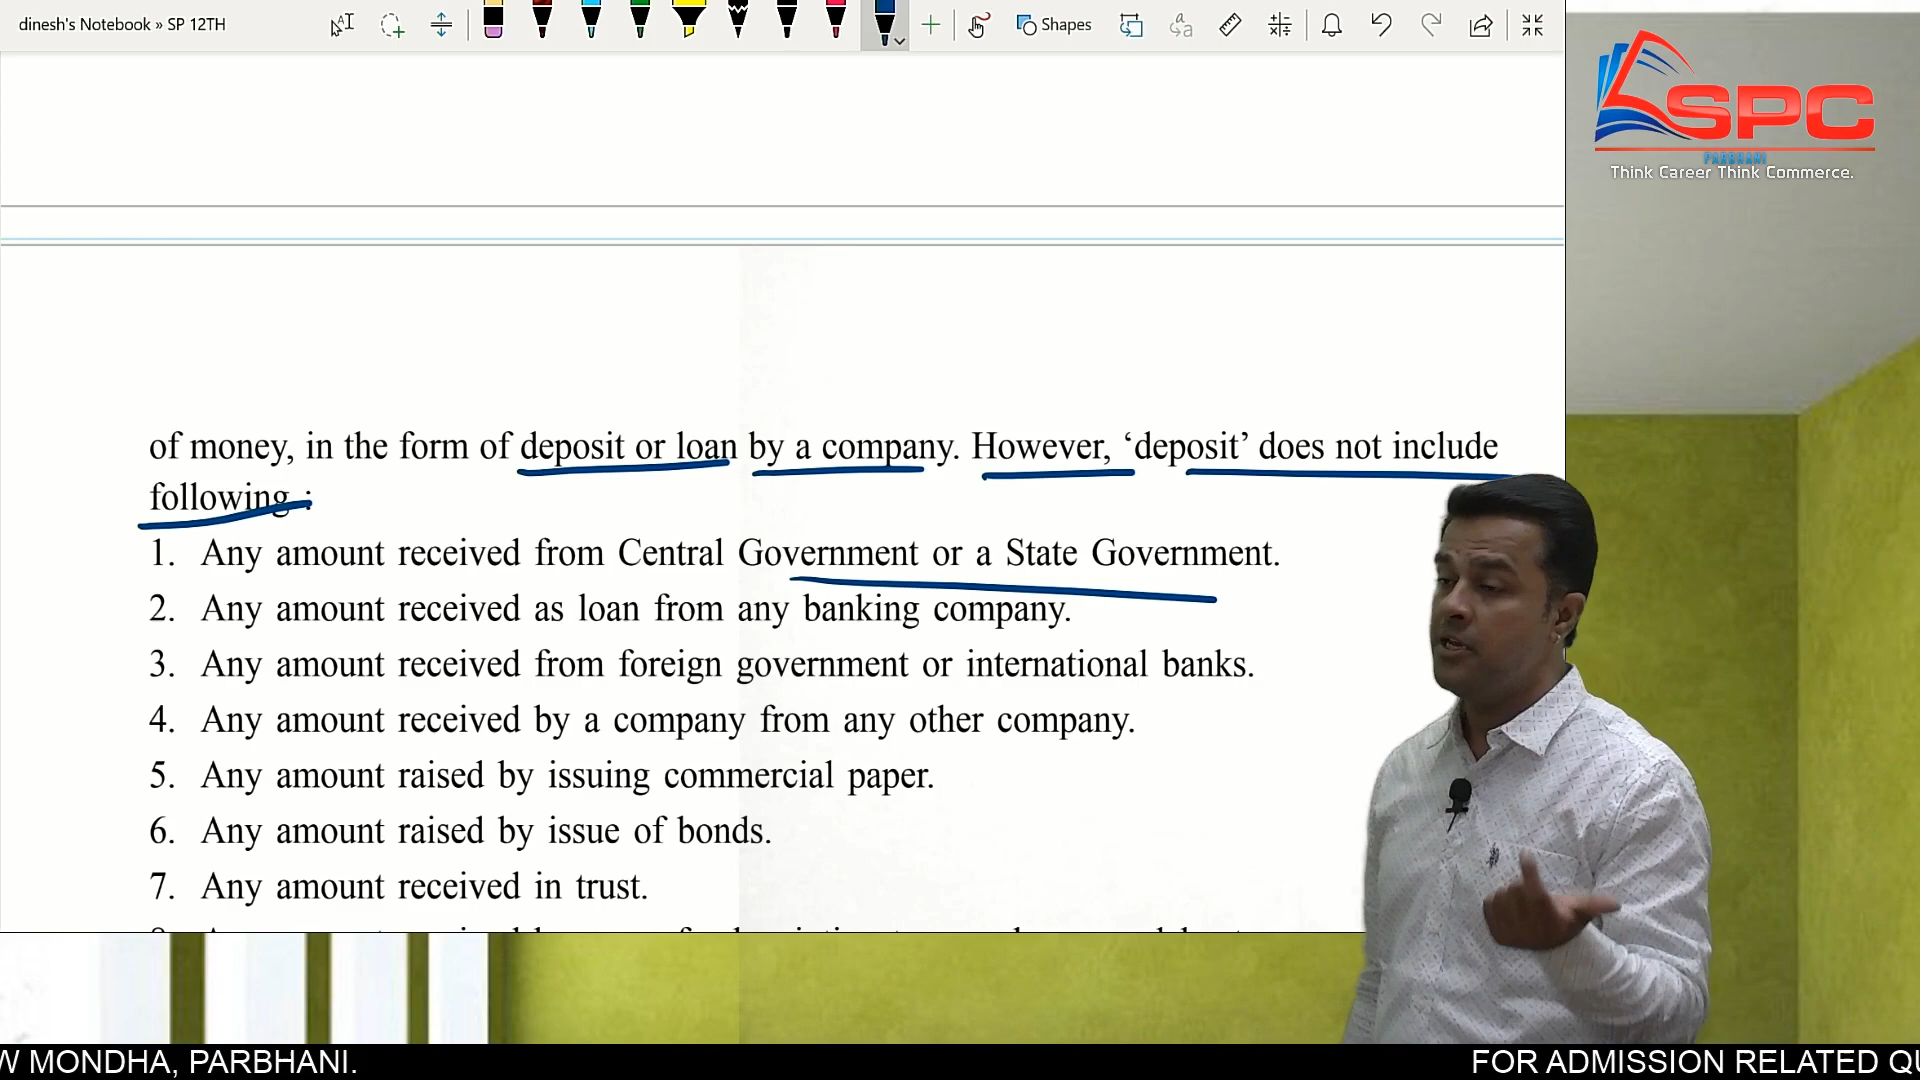 dinesh's Notebook » SP 12TH
Shapes
SPC
PARBHANI
Think Career Think Commerce.
of money, in the form of deposit or loan by a company. However, ‘deposit’ does not include
following :
1. Any amount received from Central Government or a State Government.
2. Any amount received as loan from any banking company.
3. Any amount received from foreign government or international banks.
4. Any amount received by a company from any other company.
5. Any amount raised by issuing commercial paper.
6. Any amount raised by issue of bonds.
7. Any amount received in trust.
W MONDHA, PARBHANI.
FOR ADMISSION RELATED QU